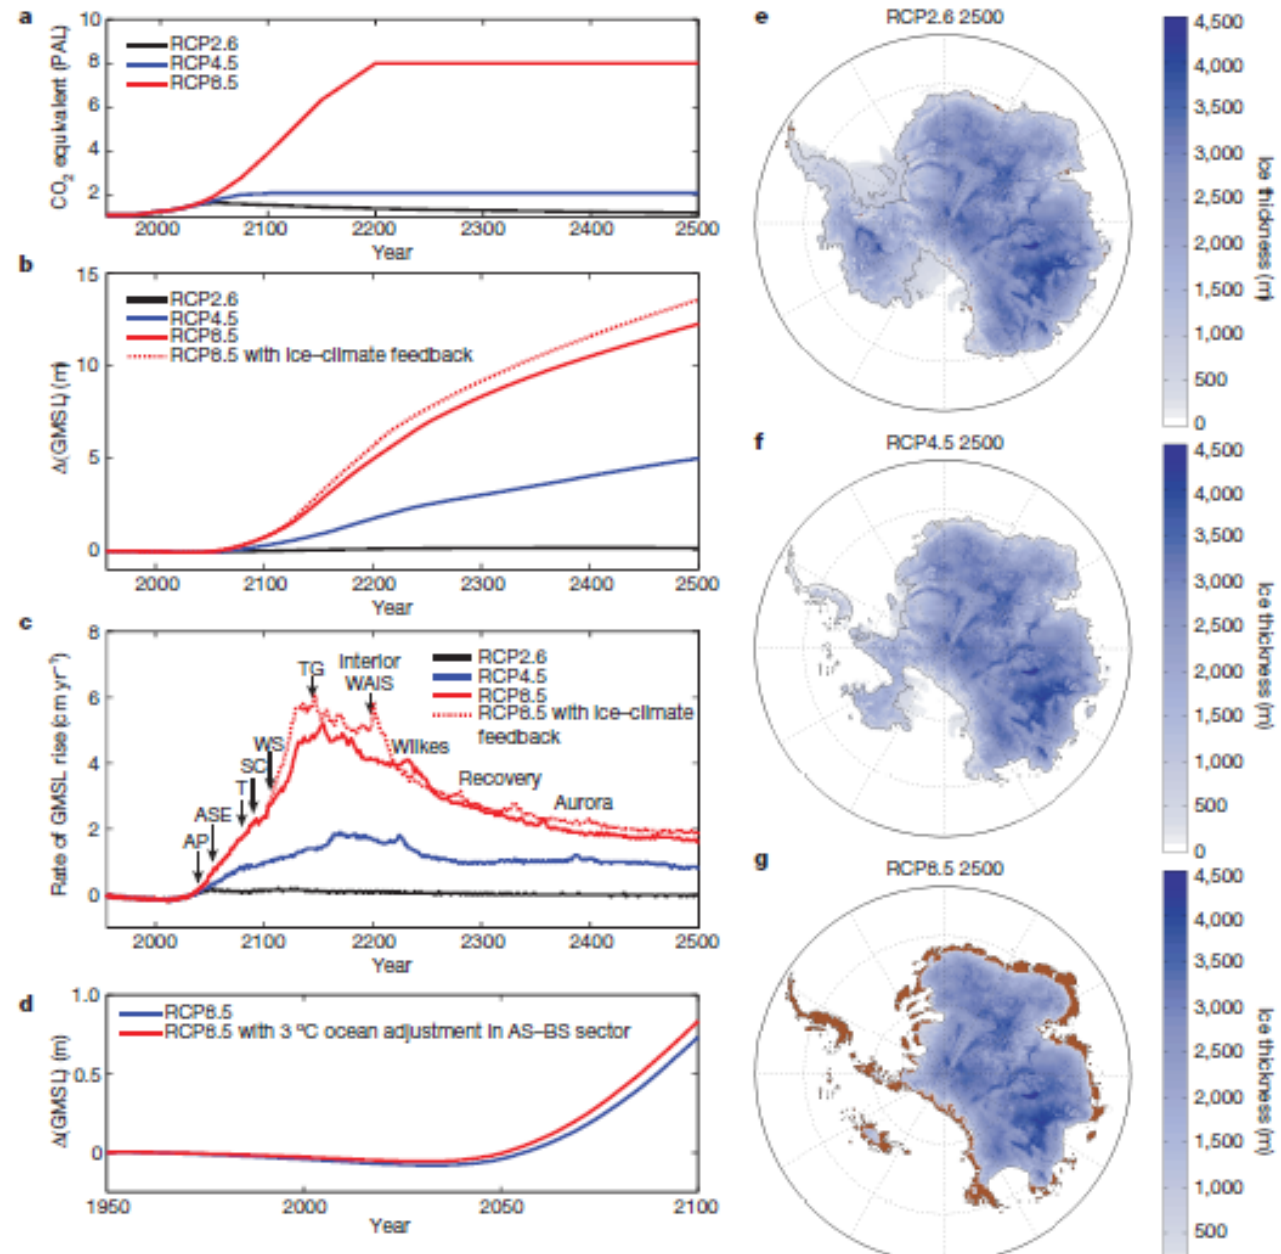 a
10
8
6
4
2
CO2 equivalent (PAL)
RCP2.6
RCP4.5
RCP8.5
2000 2100 2200 2300 2400 2500
Year
b
15
10
5
0
Δ(GMSL) (m)
RCP2.6
RCP4.5
RCP8.5
RCP8.5 with ice–climate feedback
2000 2100 2200 2300 2400 2500
Year
c
8
6
4
2
0
Rate of GMSL rise (cm yr⁻¹)
RCP2.6
RCP4.5
RCP8.5
RCP8.5 with ice–climate
feedback
AP
ASE
T
SC
WS
TG
Interior
WAIS
Wilkes
Recovery
Aurora
2000 2100 2200 2300 2400 2500
Year
d
1.0
0.5
0
Δ(GMSL) (m)
RCP8.5
RCP8.5 with 3 ºC ocean adjustment in AS–BS sector
1950 2000 2050 2100
Year
e
RCP2.6 2500
4,500
4,000
3,500
3,000
2,500
2,000
1,500
1,000
500
0
Ice thickness (m)
f
RCP4.5 2500
4,500
4,000
3,500
3,000
2,500
2,000
1,500
1,000
500
0
Ice thickness (m)
g
RCP8.5 2500
4,500
4,000
3,500
3,000
2,500
2,000
1,500
1,000
500
Ice thickness (m)